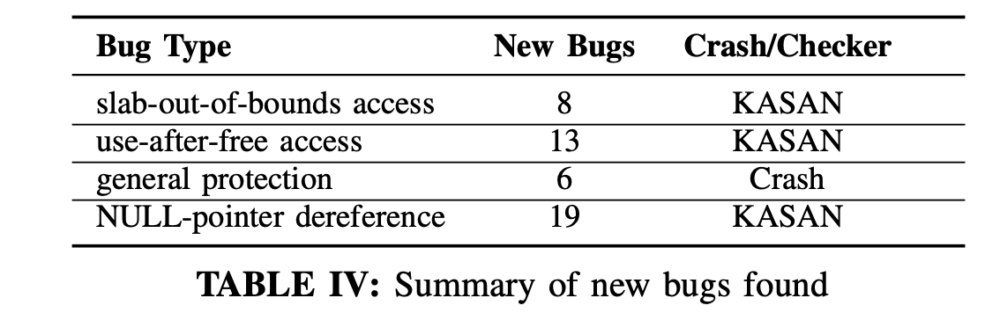 Bug Type New Bugs Crash/Checker
slab-out-of-bounds access 8 KASAN
use-after-free access 13 KASAN
general protection 6 Crash
NULL-pointer dereference 19 KASAN
TABLE IV: Summary of new bugs found